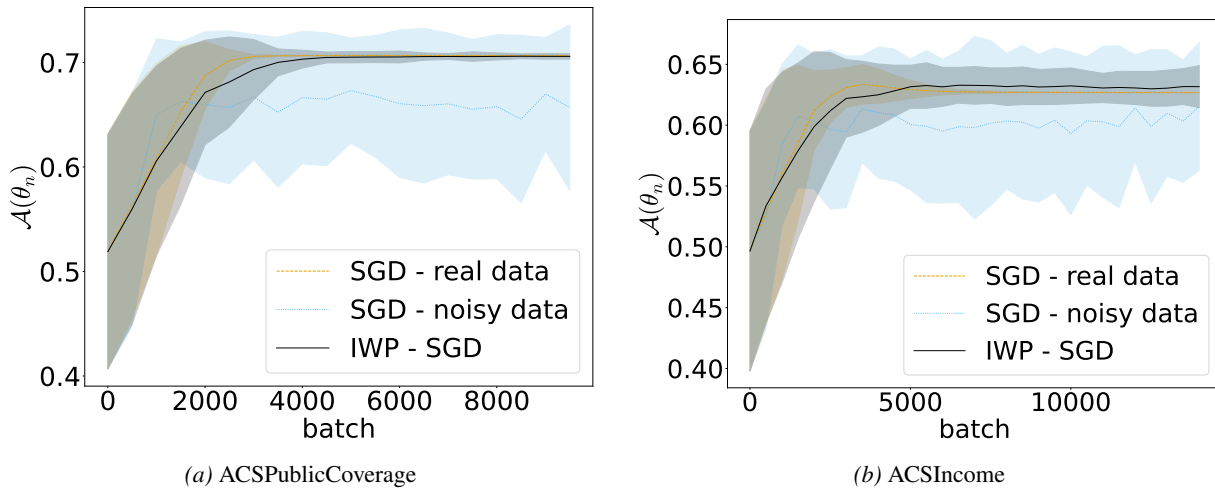 0.7
0.6
0.5
0.4
𝒜(θₙ)
0 2000 4000 6000 8000
batch
SGD - real data
SGD - noisy data
IWP - SGD
(a) ACSPublicCoverage
0.65
0.60
0.55
0.50
0.45
0.40
𝒜(θₙ)
0 5000 10000
batch
SGD - real data
SGD - noisy data
IWP - SGD
(b) ACSIncome